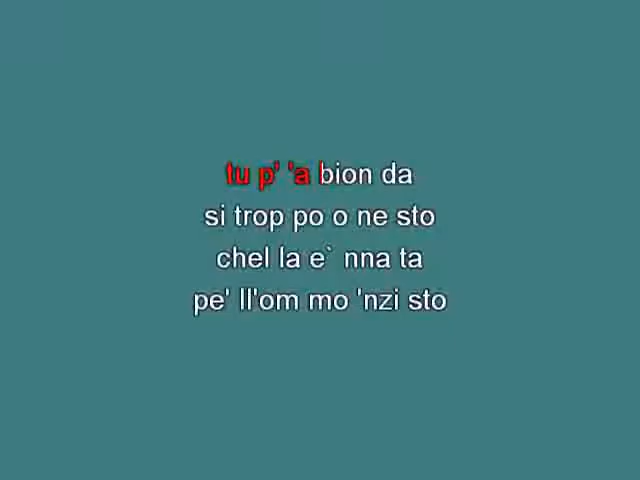 tu p' 'a bion da
si trop po o ne sto
chel la e` nna ta
pe' ll'om mo 'nzi sto